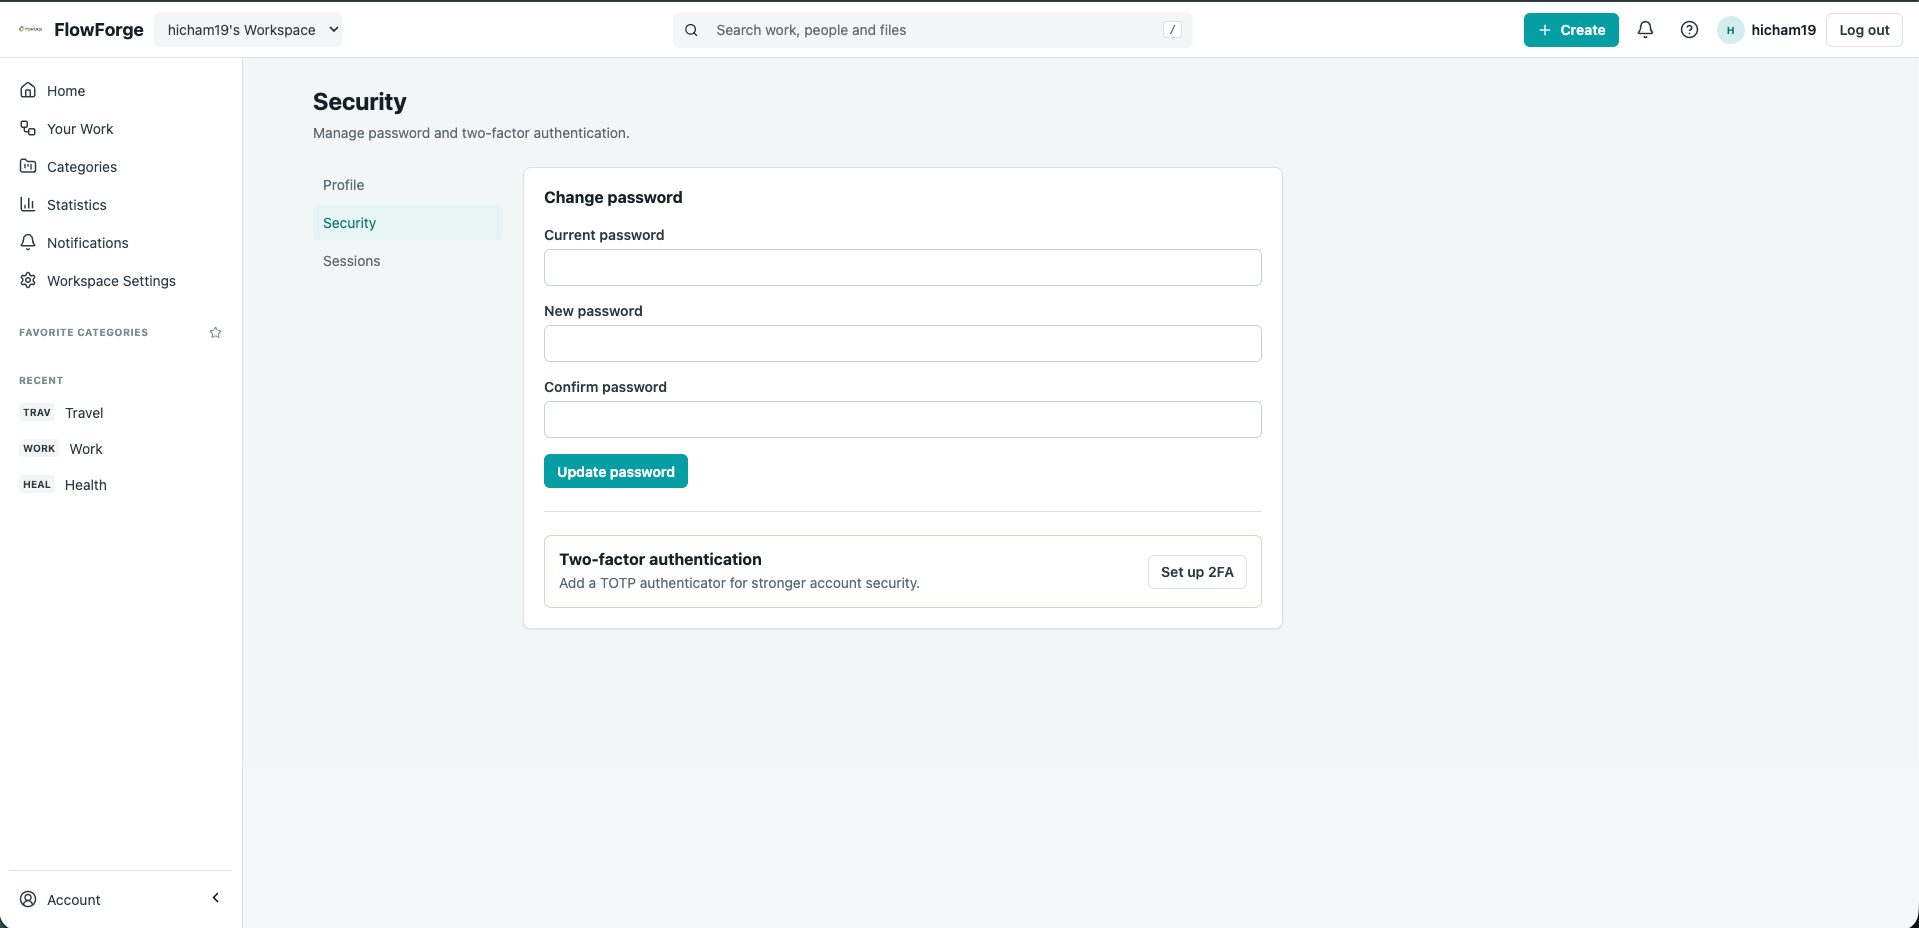 FlowForge
hicham19's Workspace
Search work, people and files
/
+ Create
H
hicham19
Log out
Home
Your Work
Categories
Statistics
Notifications
Workspace Settings
FAVORITE CATEGORIES
RECENT
TRAV Travel
WORK Work
HEAL Health
Account
Security
Manage password and two-factor authentication.
Profile
Security
Sessions
Change password
Current password
New password
Confirm password
Update password
Two-factor authentication
Add a TOTP authenticator for stronger account security.
Set up 2FA